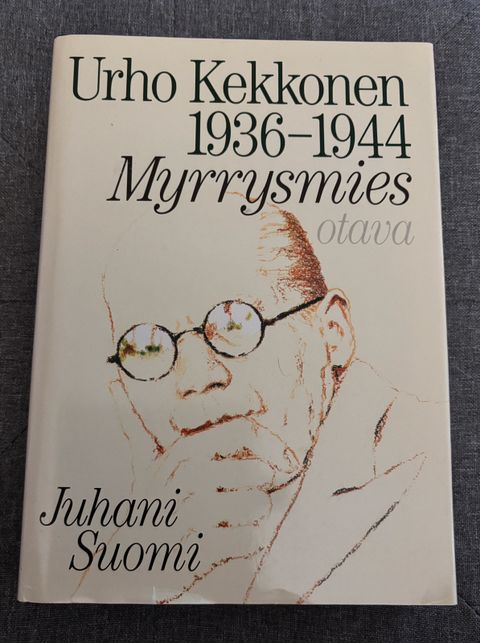 Urho Kekkonen
1936–1944
Myrrysmies
otava
Juhani
Suomi